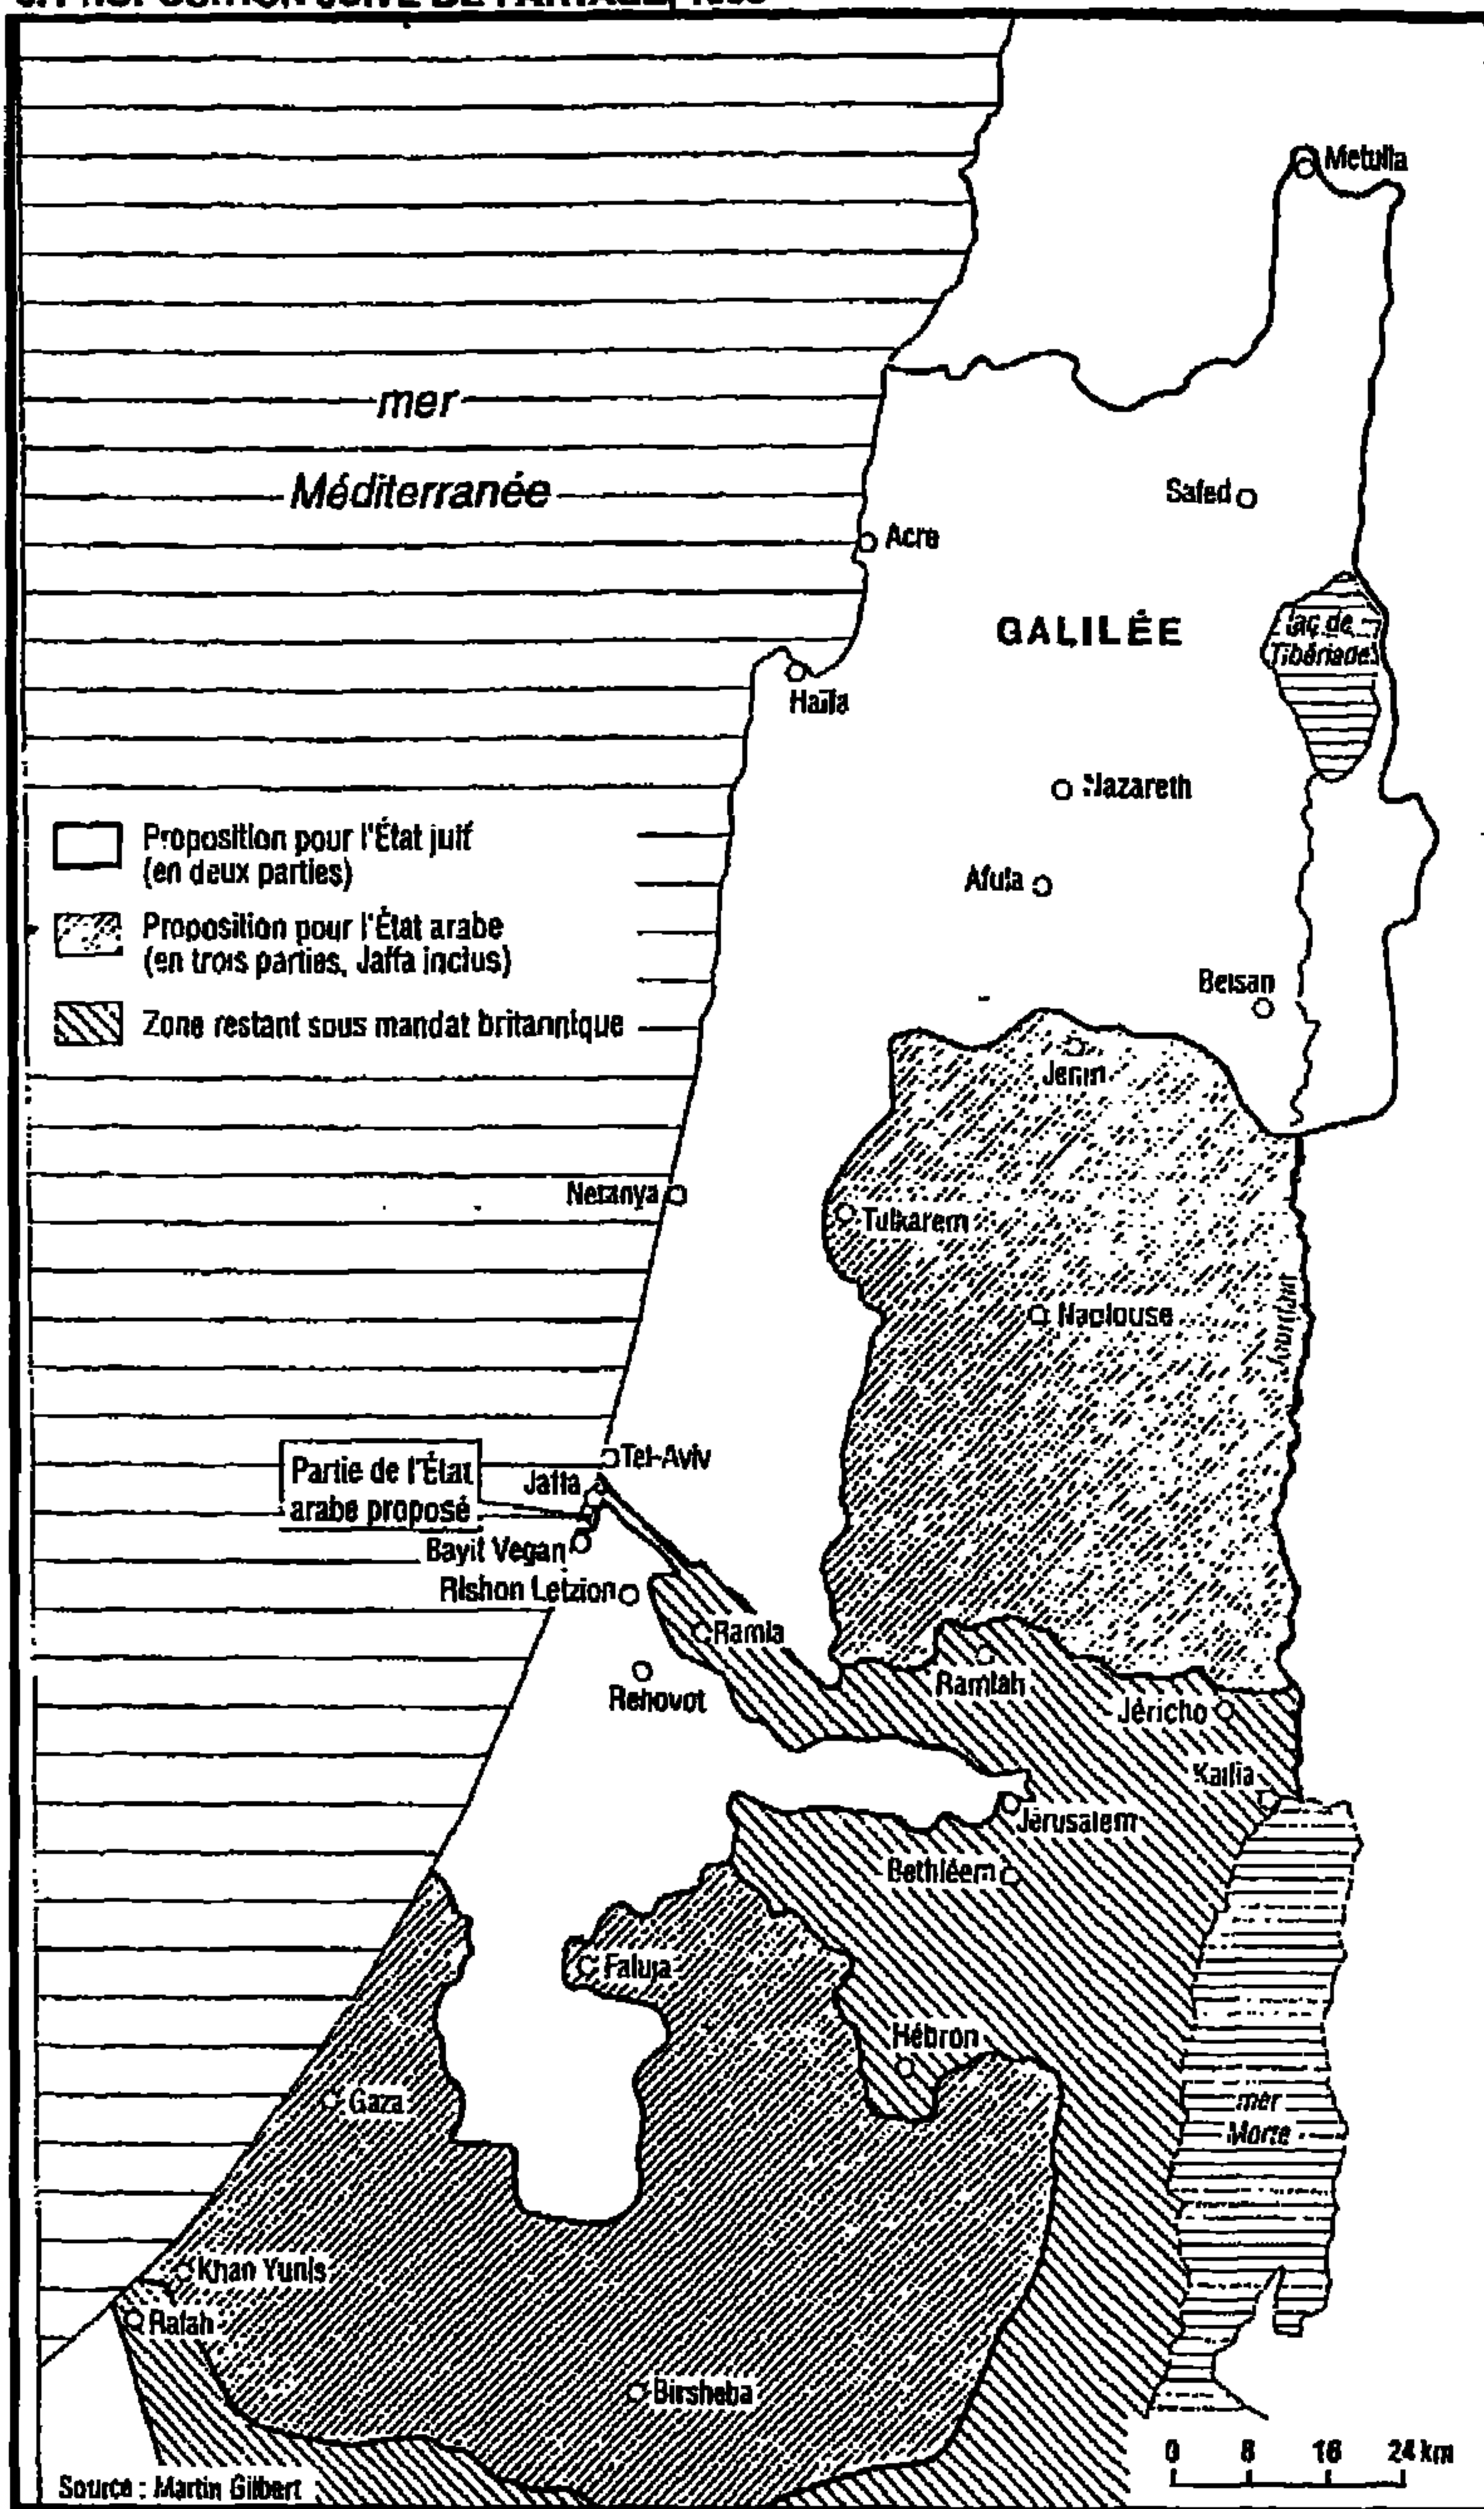 Metulla
mer
Méditerranée
Safed
Acre
GALILÉE
lac de
Tibériade
Haïfa
Nazareth
Proposition pour l'État juif
(en deux parties)
Afula
Proposition pour l'État arabe
(en trois parties, Jaffa inclus)
Beisan
Zone restant sous mandat britannique
Jenin
Netanya
Tulkarem
Naplouse
Tel-Aviv
Partie de l'État
arabe proposé
Jaffa
Bayit Vegan
Rishon Letzion
Ramla
Rehovot
Ramlah
Jéricho
Kallia
Jérusalem
Bethléem
Faluja
Hébron
Gaza
mer
Morte
Khan Yunis
Rafah
Birsheba
0 8 16 24 km
Source : Martin Gilbert